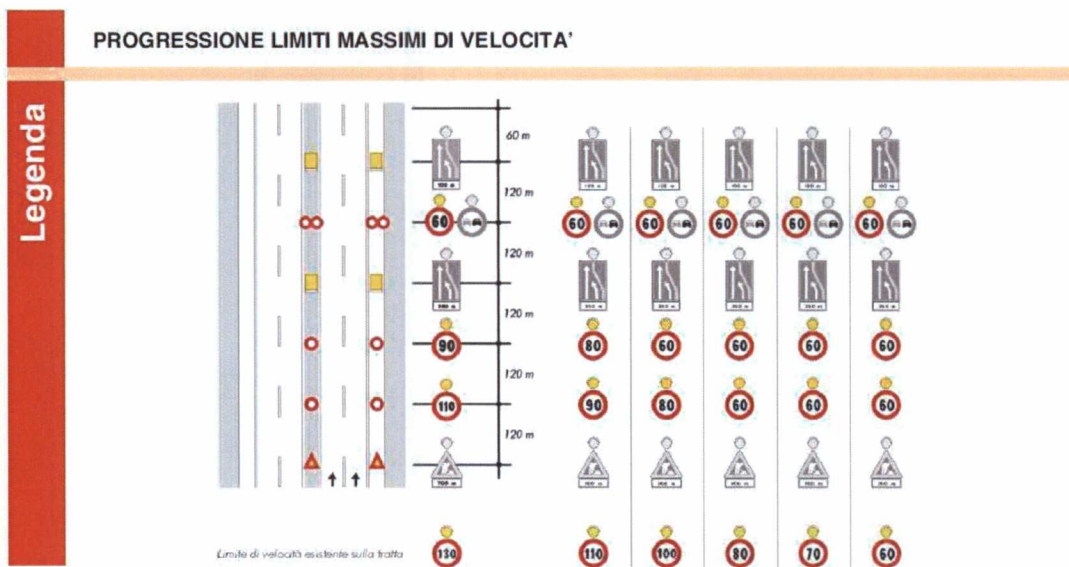 PROGRESSIONE LIMITI MASSIMI DI VELOCITA'
Legenda
60 m
120 m
60 60 60 60 60 60
120 m
120 m
90 80 60 60 60 60
120 m
110 90 80 60 60 60
120 m
700 m
Limite di velocità esistente sulla tratta
130 110 100 80 70 60